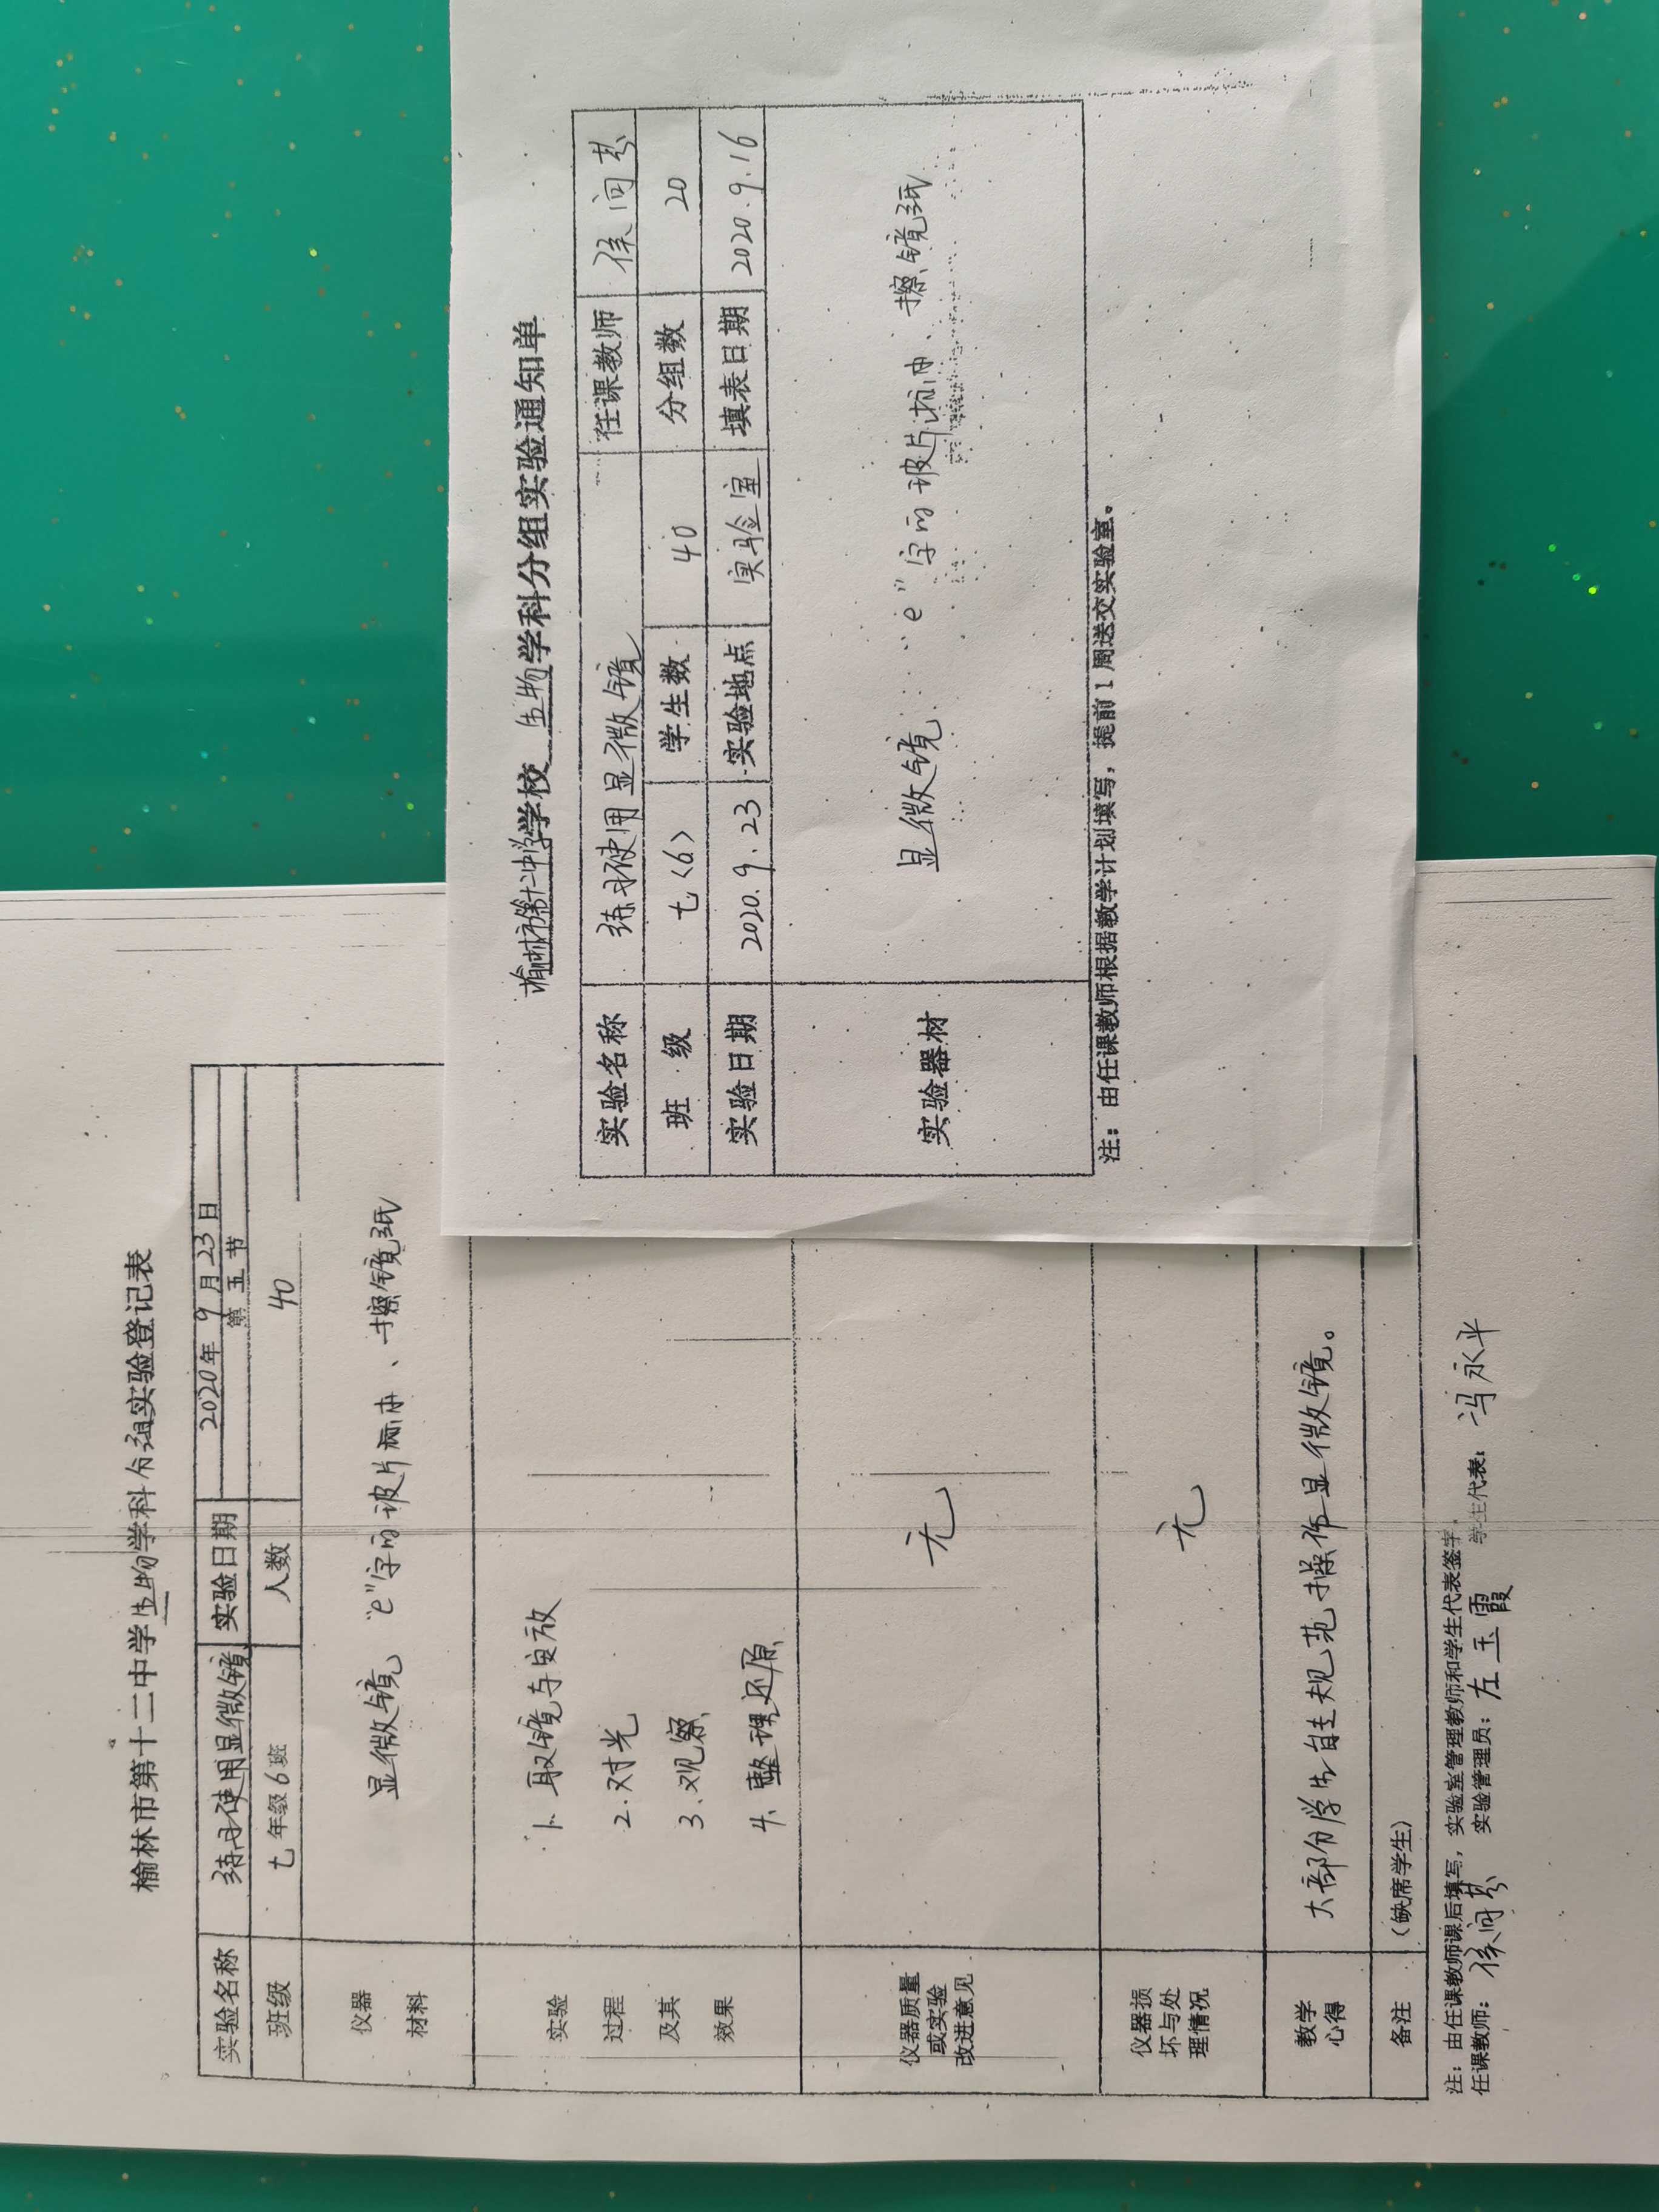 榆林市第十二中学生物学科分组实验登记表
实验名称 练习使用显微镜 实验日期 2020年9月23日
第五节
班级 七年级6班 人数 40
仪器材料 显微镜 "e"字的玻片 、擦镜纸
实验过程及其效果
1、取镜与安放
2.对光
3、观察
4、整理还原
仪器质量或实验改进意见 无
仪器损坏与处理情况 无
教学心得 大部分学生自主规范操作显微镜。
备注 (缺席学生)
注:由任课教师课后填写,实验室管理教师和学生代表签字。
任课教师: 实验管理员:左玉霞 学生代表:冯永平
榆林市第十二中学学校 生物学科分组实验通知单
实验名称 练习使用显微镜 任课教师
班 级 七<6> 学生数 40 分组数 20
实验日期 2020.9.23 实验地点 实验室 填表日期 2020.9.16
实验器材 显微镜 "e"字的玻片 、擦镜纸
注:由任课教师根据教学计划填写,提前1周送交实验室。